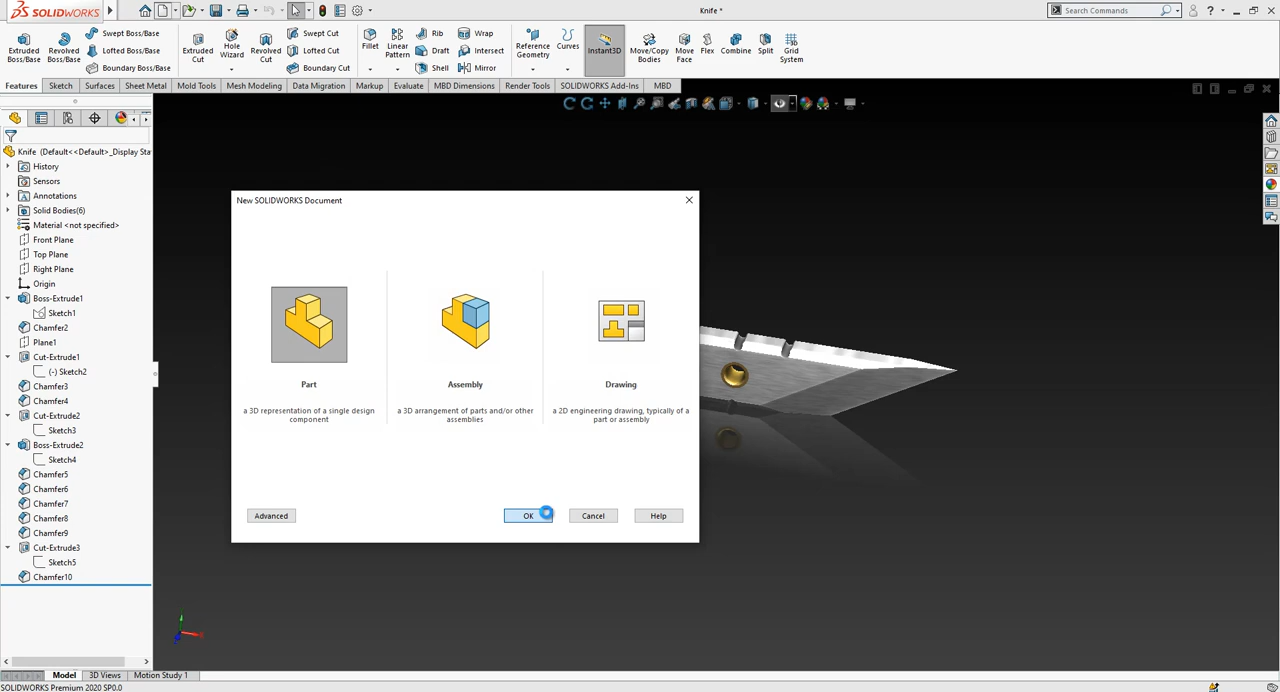 SOLIDWORKS
Knife *
Search Commands
Extruded Boss/Base
Revolved Boss/Base
Swept Boss/Base
Lofted Boss/Base
Boundary Boss/Base
Extruded Cut
Hole Wizard
Revolved Cut
Swept Cut
Lofted Cut
Boundary Cut
Fillet
Linear Pattern
Rib
Draft
Shell
Wrap
Intersect
Mirror
Reference Geometry
Curves
Instant3D
Move/Copy Bodies
Move Face
Flex
Combine
Split
Grid System
Features
Sketch
Surfaces
Sheet Metal
Mold Tools
Mesh Modeling
Data Migration
Markup
Evaluate
MBD Dimensions
Render Tools
SOLIDWORKS Add-Ins
MBD
Knife (Default<<Default>_Display Sta
History
Sensors
Annotations
Solid Bodies(6)
Material <not specified>
Front Plane
Top Plane
Right Plane
Origin
Boss-Extrude1
Sketch1
Chamfer2
Plane1
Cut-Extrude1
(-) Sketch2
Chamfer3
Chamfer4
Cut-Extrude2
Sketch3
Boss-Extrude2
Sketch4
Chamfer5
Chamfer6
Chamfer7
Chamfer8
Chamfer9
Cut-Extrude3
Sketch5
Chamfer10
New SOLIDWORKS Document
Part
a 3D representation of a single design
component
Assembly
a 3D arrangement of parts and/or other
assemblies
Drawing
a 2D engineering drawing, typically of a
part or assembly
Advanced
OK
Cancel
Help
Model
3D Views
Motion Study 1
SOLIDWORKS Premium 2020 SP0.0